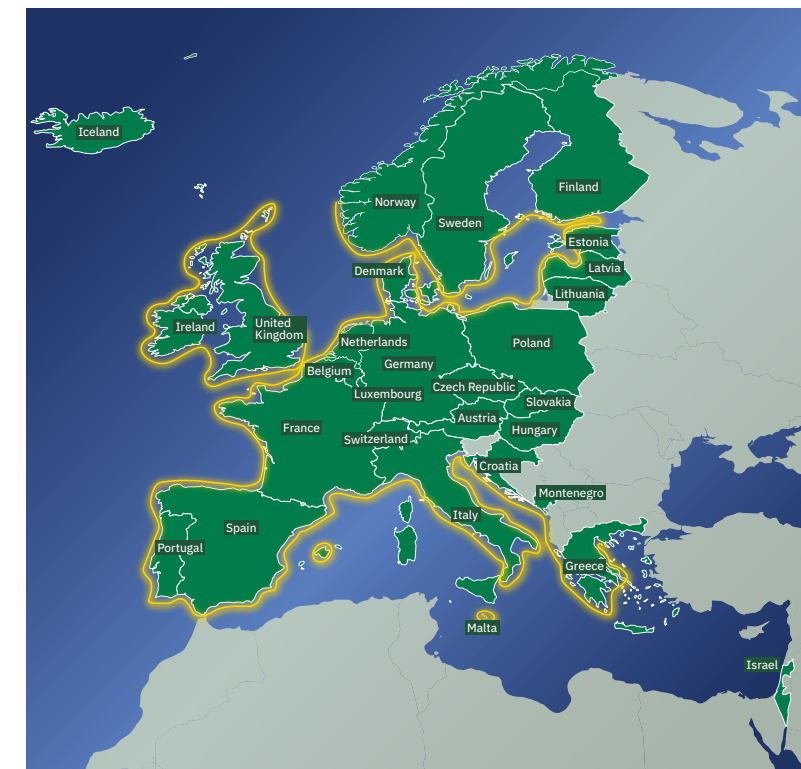 Iceland
Finland
Norway
Sweden
Estonia
Denmark
Latvia
Lithuania
Ireland
United
Kingdom
Netherlands
Poland
Germany
Belgium
Czech Republic
Luxembourg
Slovakia
Austria
France
Hungary
Switzerland
Croatia
Montenegro
Italy
Spain
Portugal
Greece
Malta
Israel